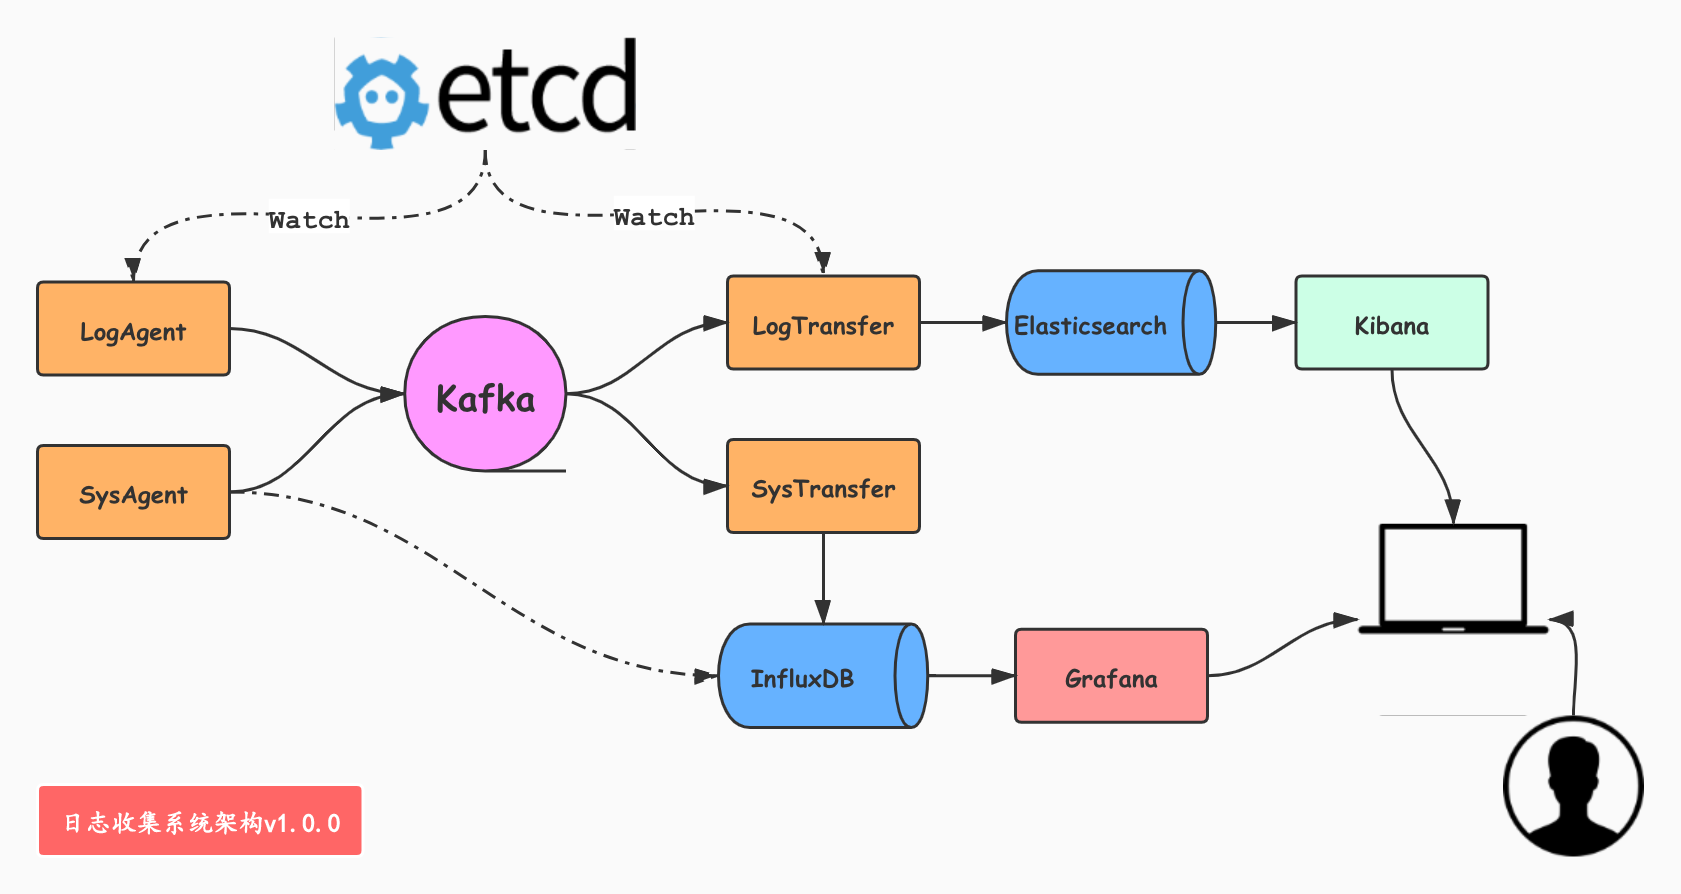 etcd
Watch
Watch
LogAgent
LogTransfer
Elasticsearch
Kibana
Kafka
SysAgent
SysTransfer
InfluxDB
Grafana
日志收集系统架构v1.0.0